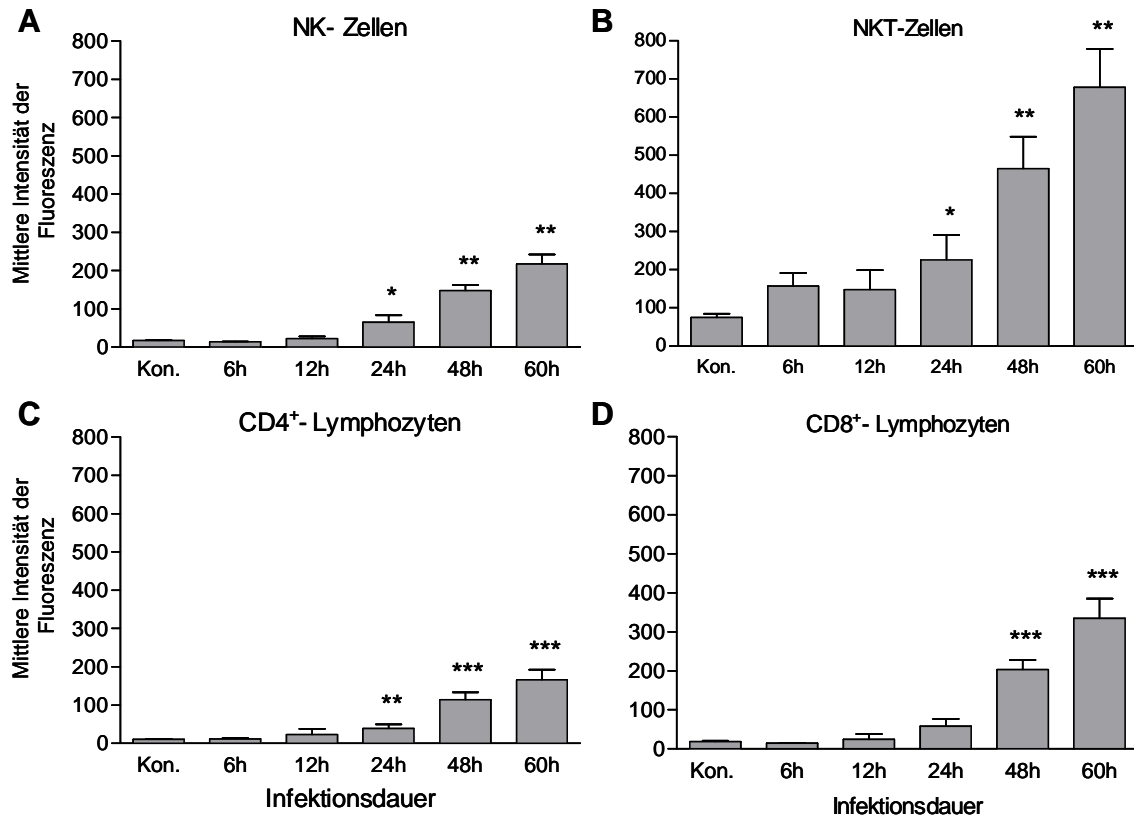 A
NK- Zellen
Mittlere Intensität der
Fluoreszenz
800
700
600
500
400
300
200
100
0
*
**
**
Kon. 6h 12h 24h 48h 60h
B
NKT-Zellen
800
700
600
500
400
300
200
100
0
*
**
**
Kon. 6h 12h 24h 48h 60h
C
CD4⁺- Lymphozyten
Mittlere Intensität der
Fluoreszenz
800
700
600
500
400
300
200
100
0
**
***
***
Kon. 6h 12h 24h 48h 60h
Infektionsdauer
D
CD8⁺- Lymphozyten
800
700
600
500
400
300
200
100
0
***
***
Kon. 6h 12h 24h 48h 60h
Infektionsdauer